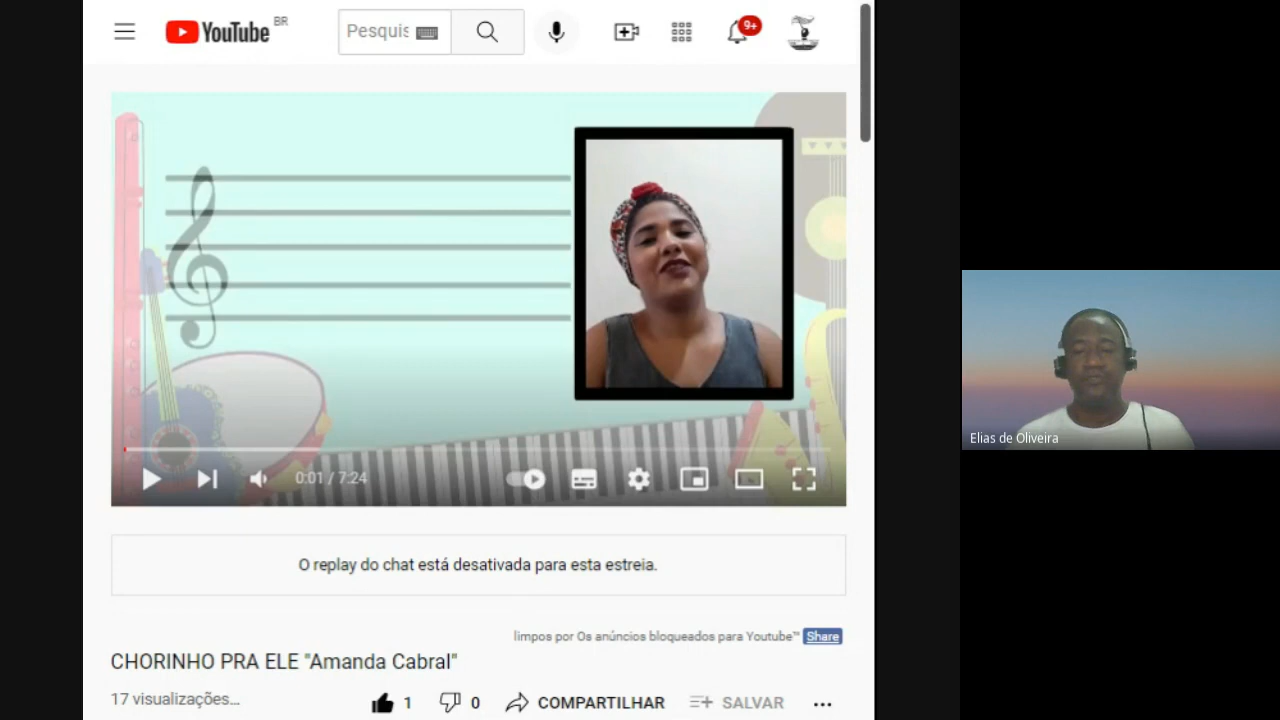 YouTube BR
Pesquis
9+
0:01 / 7:24
Elias de Oliveira
O replay do chat está desativada para esta estreia.
limpos por Os anúncios bloqueados para Youtube™ Share
CHORINHO PRA ELE "Amanda Cabral"
17 visualizações...
1 0 COMPARTILHAR SALVAR ...